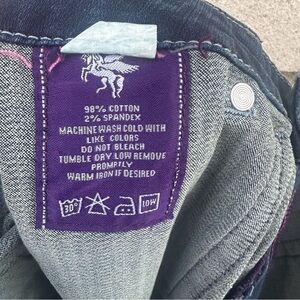 98% COTTON
2% SPANDEX
MACHINE WASH COLD WITH
LIKE COLORS
DO NOT BLEACH
TUMBLE DRY LOW REMOVE
PROMPTLY
WARM IRON IF DESIRED
30°